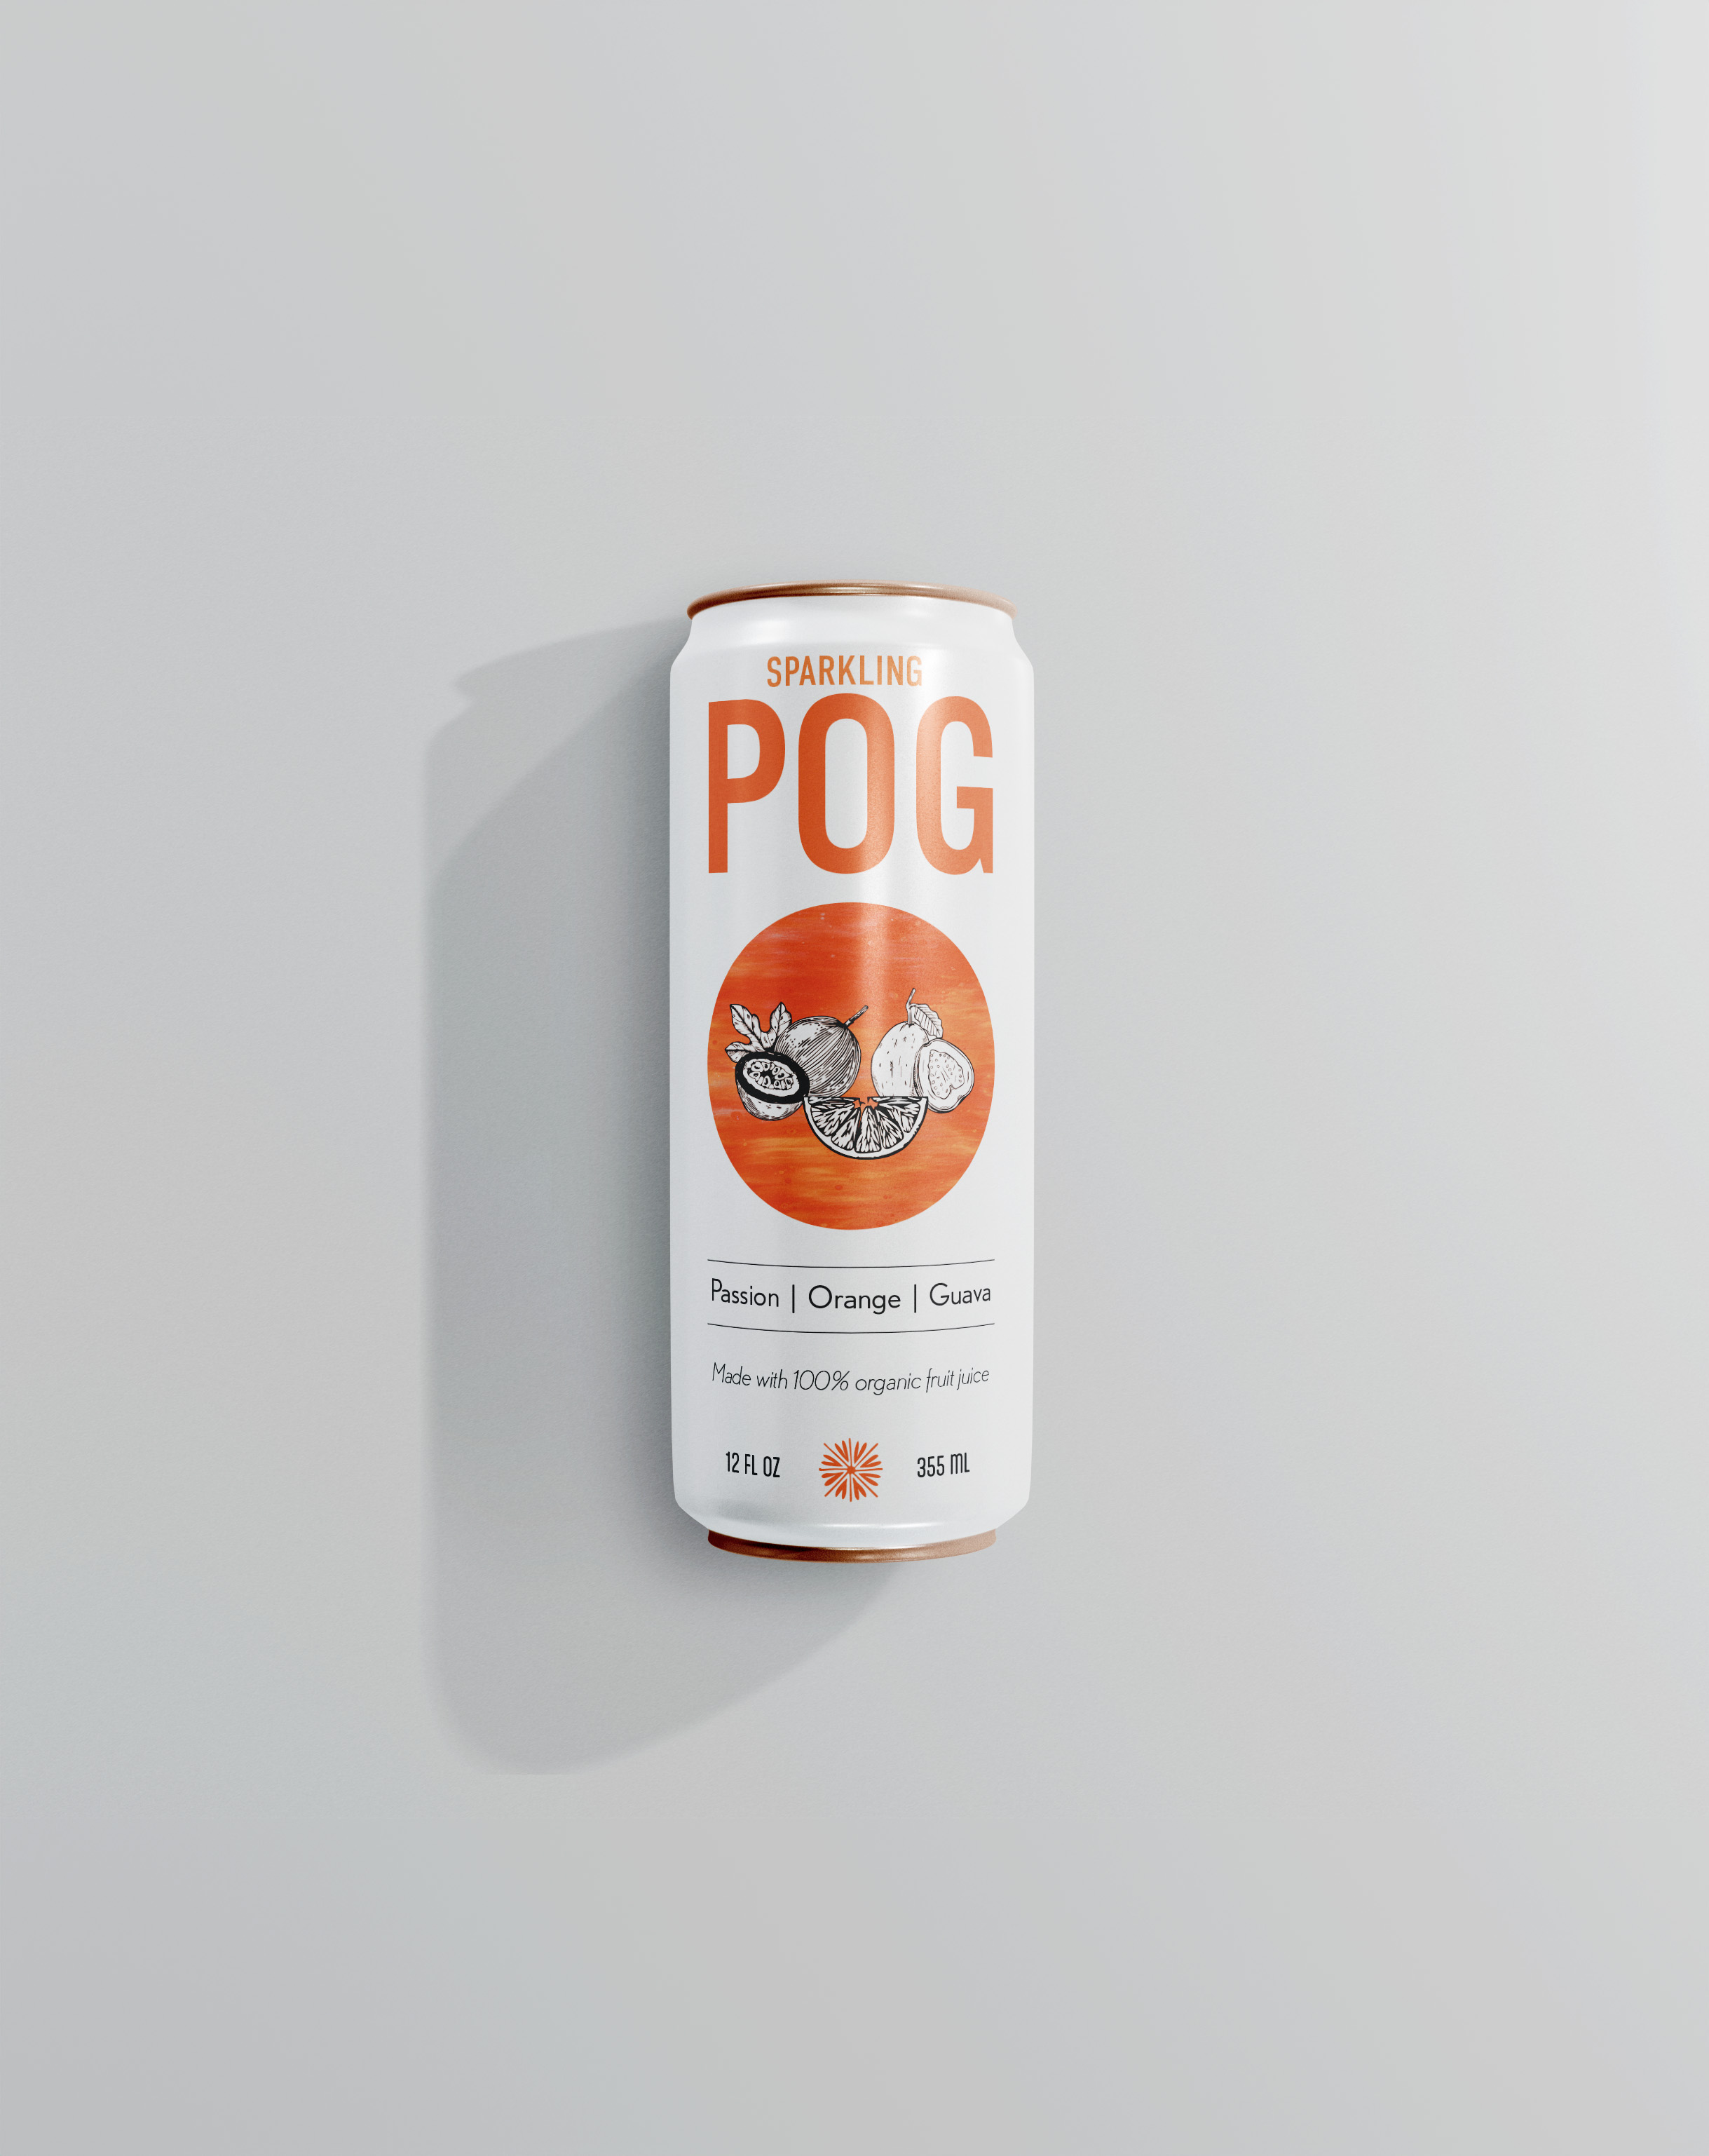 SPARKLING
POG
Passion | Orange | Guava
Made with 100% organic fruit juice
12 FL OZ 355 ML